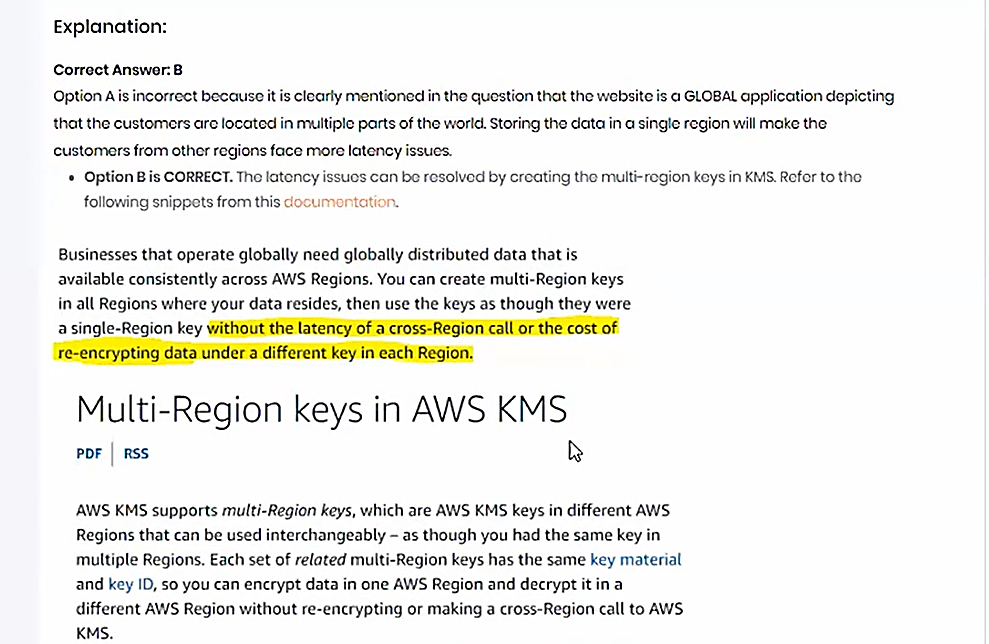 Explanation:
Correct Answer: B
Option A is incorrect because it is clearly mentioned in the question that the website is a GLOBAL application depicting
that the customers are located in multiple parts of the world. Storing the data in a single region will make the
customers from other regions face more latency issues.
• Option B is CORRECT. The latency issues can be resolved by creating the multi-region keys in KMS. Refer to the
following snippets from this documentation.
Businesses that operate globally need globally distributed data that is
available consistently across AWS Regions. You can create multi-Region keys
in all Regions where your data resides, then use the keys as though they were
a single-Region key without the latency of a cross-Region call or the cost of
re-encrypting data under a different key in each Region.
Multi-Region keys in AWS KMS
PDF | RSS
AWS KMS supports multi-Region keys, which are AWS KMS keys in different AWS
Regions that can be used interchangeably – as though you had the same key in
multiple Regions. Each set of related multi-Region keys has the same key material
and key ID, so you can encrypt data in one AWS Region and decrypt it in a
different AWS Region without re-encrypting or making a cross-Region call to AWS
KMS.